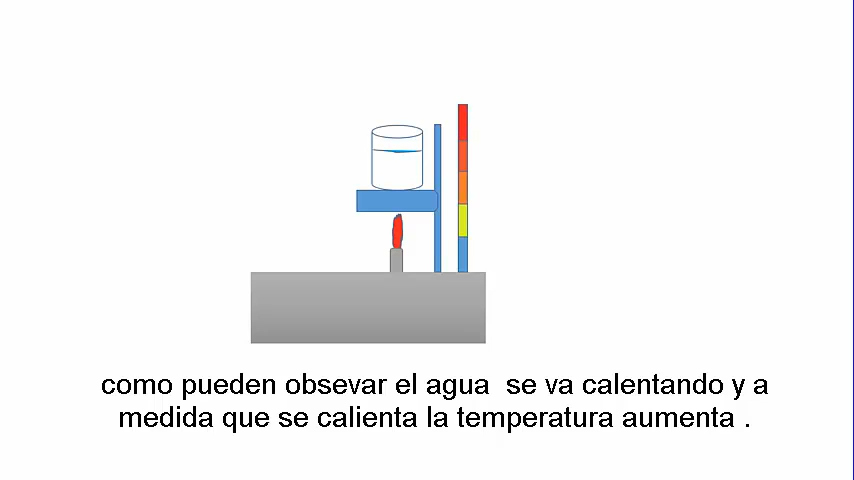 como pueden obsevar el agua  se va calentando y a
medida que se calienta la temperatura aumenta .